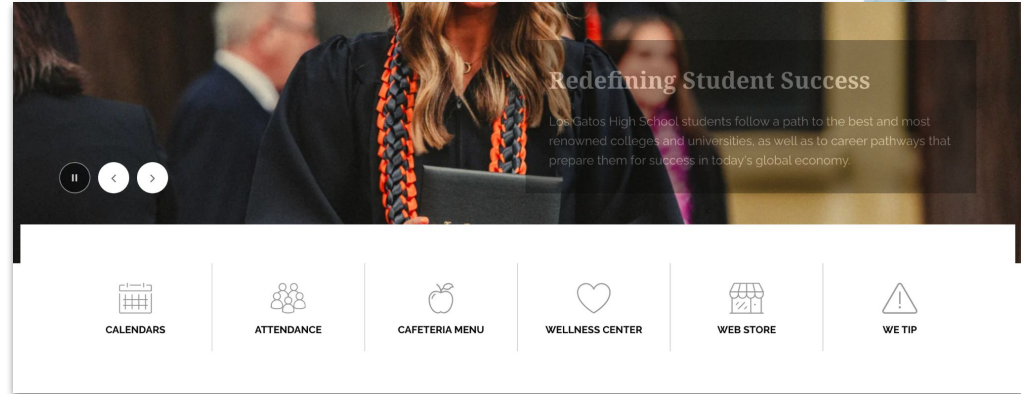 Redefining Student Success
Los Gatos High School students follow a path to the best and most
renowned colleges and universities, as well as to career pathways that
prepare them for success in today's global economy.
CALENDARS
ATTENDANCE
CAFETERIA MENU
WELLNESS CENTER
WEB STORE
WE TIP